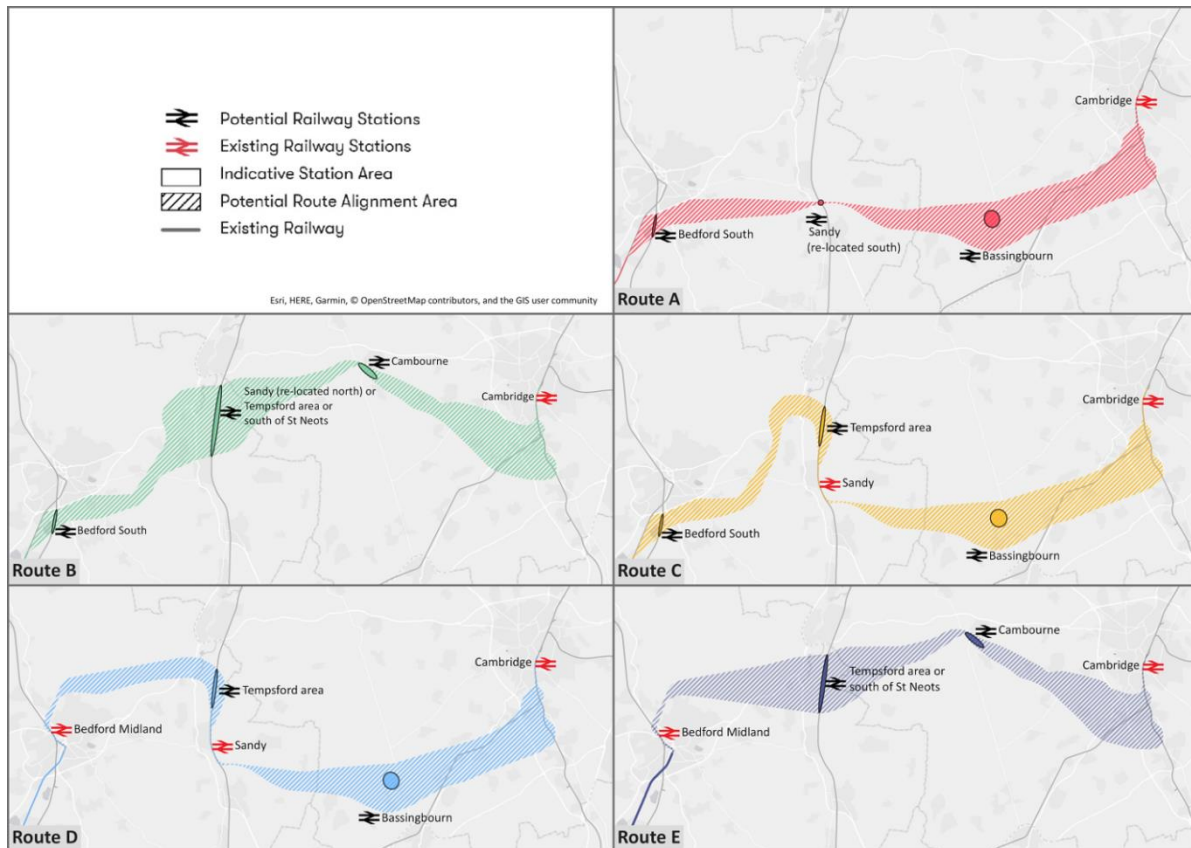 Potential Railway Stations
Existing Railway Stations
Indicative Station Area
Potential Route Alignment Area
Existing Railway
Esri, HERE, Garmin, © OpenStreetMap contributors, and the GIS user community
Cambridge
Bedford South
Sandy
(re-located south)
Bassingbourn
Route A
Cambourne
Sandy (re-located north) or
Tempsford area or
south of St Neots
Cambridge
Bedford South
Route B
Cambridge
Tempsford area
Sandy
Bedford South
Bassingbourn
Route C
Cambridge
Tempsford area
Bedford Midland
Sandy
Bassingbourn
Route D
Cambourne
Cambridge
Tempsford area or
south of St Neots
Bedford Midland
Route E